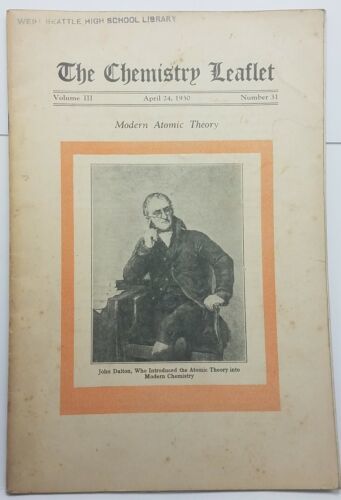 WEST SEATTLE HIGH SCHOOL LIBRARY
The Chemistry Leaflet
Volume III April 24, 1930 Number 31
Modern Atomic Theory
John Dalton, Who Introduced the Atomic Theory into
Modern Chemistry